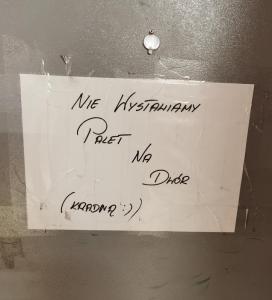 NIE WYSTAWIAMY
PALET
NA
DWÓR
(KRADNĄ :))